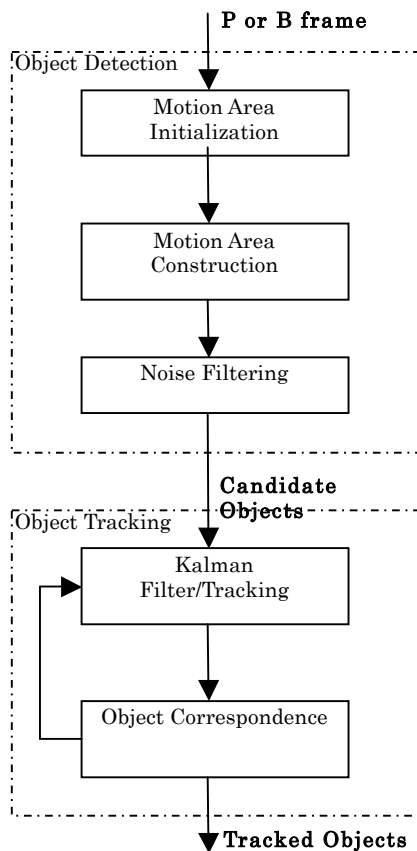 P or B frame
Object Detection
Motion Area
Initialization
Motion Area
Construction
Noise Filtering
Candidate
Objects
Object Tracking
Kalman
Filter/Tracking
Object Correspondence
Tracked Objects